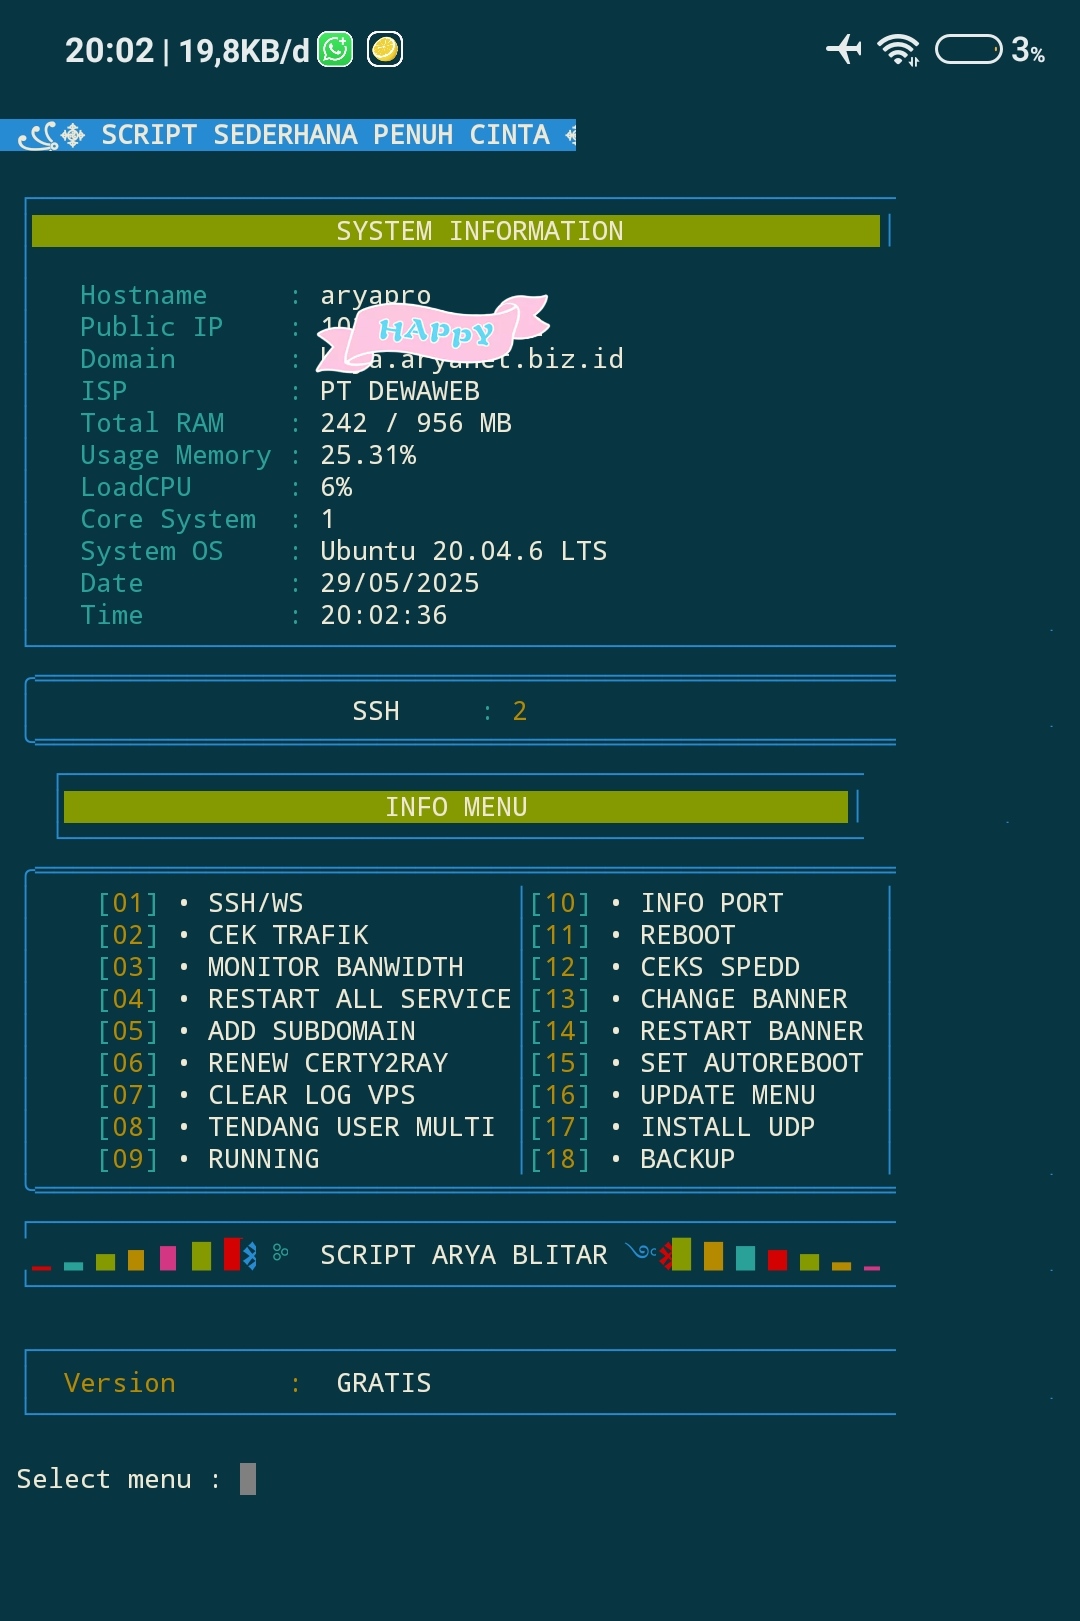 20:02 | 19,8KB/d 3%
SCRIPT SEDERHANA PENUH CINTA
SYSTEM INFORMATION
Hostname : aryapro
HAPPY
Public IP :
Domain : .biz.id
ISP : PT DEWAWEB
Total RAM : 242 / 956 MB
Usage Memory : 25.31%
LoadCPU : 6%
Core System : 1
System OS : Ubuntu 20.04.6 LTS
Date : 29/05/2025
Time : 20:02:36
SSH : 2
INFO MENU
[01] • SSH/WS [10] • INFO PORT
[02] • CEK TRAFIK [11] • REBOOT
[03] • MONITOR BANWIDTH [12] • CEKS SPEDD
[04] • RESTART ALL SERVICE [13] • CHANGE BANNER
[05] • ADD SUBDOMAIN [14] • RESTART BANNER
[06] • RENEW CERTY2RAY [15] • SET AUTOREBOOT
[07] • CLEAR LOG VPS [16] • UPDATE MENU
[08] • TENDANG USER MULTI [17] • INSTALL UDP
[09] • RUNNING [18] • BACKUP
SCRIPT ARYA BLITAR
Version : GRATIS
Select menu :